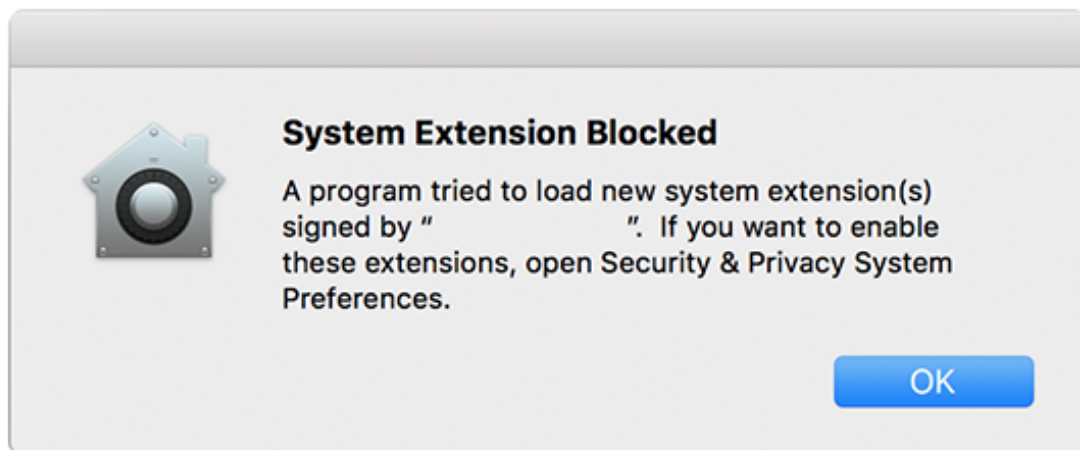 System Extension Blocked
A program tried to load new system extension(s)
signed by “ ”.  If you want to enable
these extensions, open Security & Privacy System
Preferences.
OK